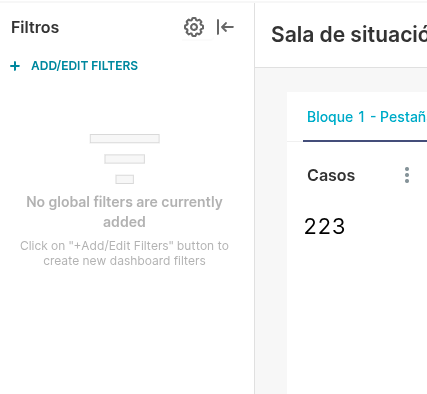 Filtros
+ ADD/EDIT FILTERS
No global filters are currently
added
Click on "+Add/Edit Filters" button to
create new dashboard filters
Sala de situació
Bloque 1 - Pestañ
Casos
223